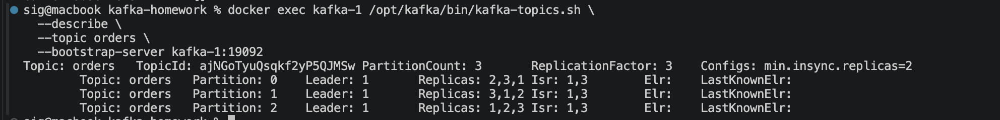 sig@macbook kafka-homework % docker exec kafka-1 /opt/kafka/bin/kafka-topics.sh \
--describe \
--topic orders \
--bootstrap-server kafka-1:19092
Topic: orders TopicId: ajNGoTyuQsqkf2yP5QJMSw PartitionCount: 3 ReplicationFactor: 3 Configs: min.insync.replicas=2
Topic: orders Partition: 0 Leader: 1 Replicas: 2,3,1 Isr: 1,3 Elr: LastKnownElr:
Topic: orders Partition: 1 Leader: 1 Replicas: 3,1,2 Isr: 1,3 Elr: LastKnownElr:
Topic: orders Partition: 2 Leader: 1 Replicas: 1,2,3 Isr: 1,3 Elr: LastKnownElr:
sig@macbook kafka-homework %